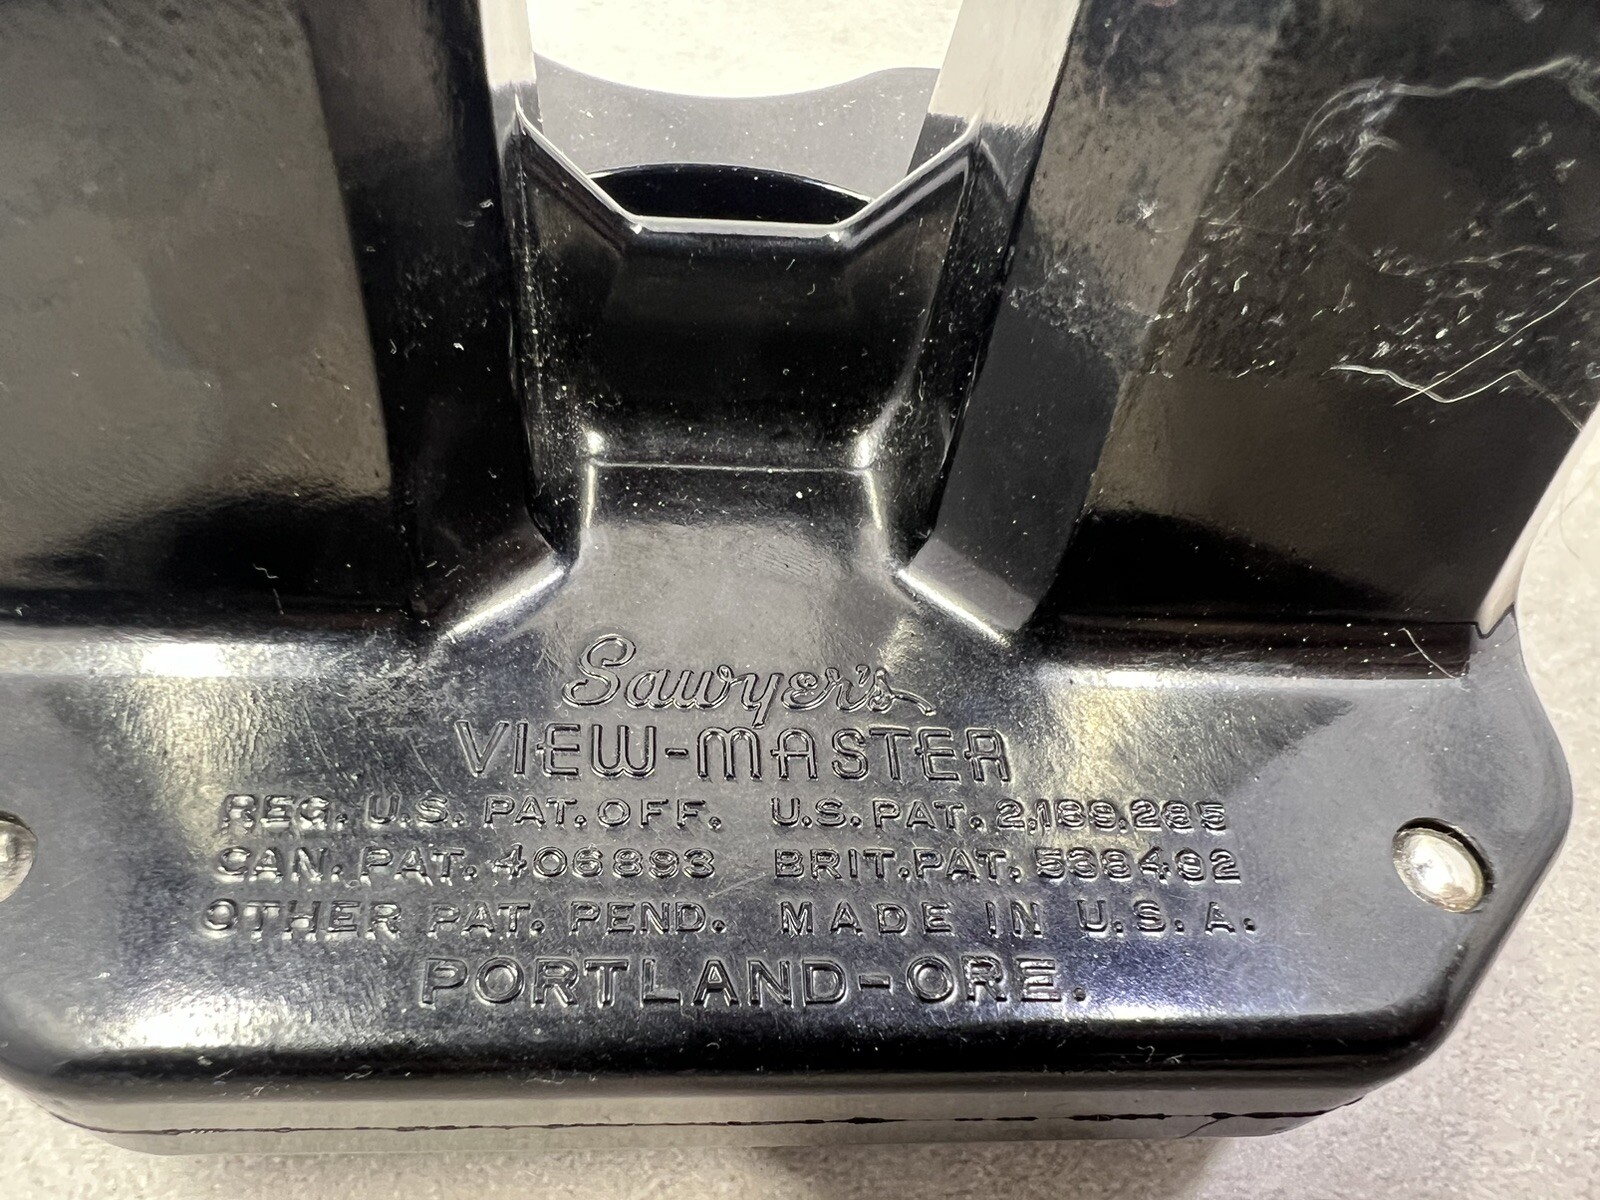 Sawyer's
VIEW-MASTER
REG. U.S. PAT. OFF. U.S. PAT. 2,189,285
CAN. PAT. 406893 BRIT. PAT. 538492
OTHER PAT. PEND. MADE IN U.S.A.
PORTLAND-ORE.